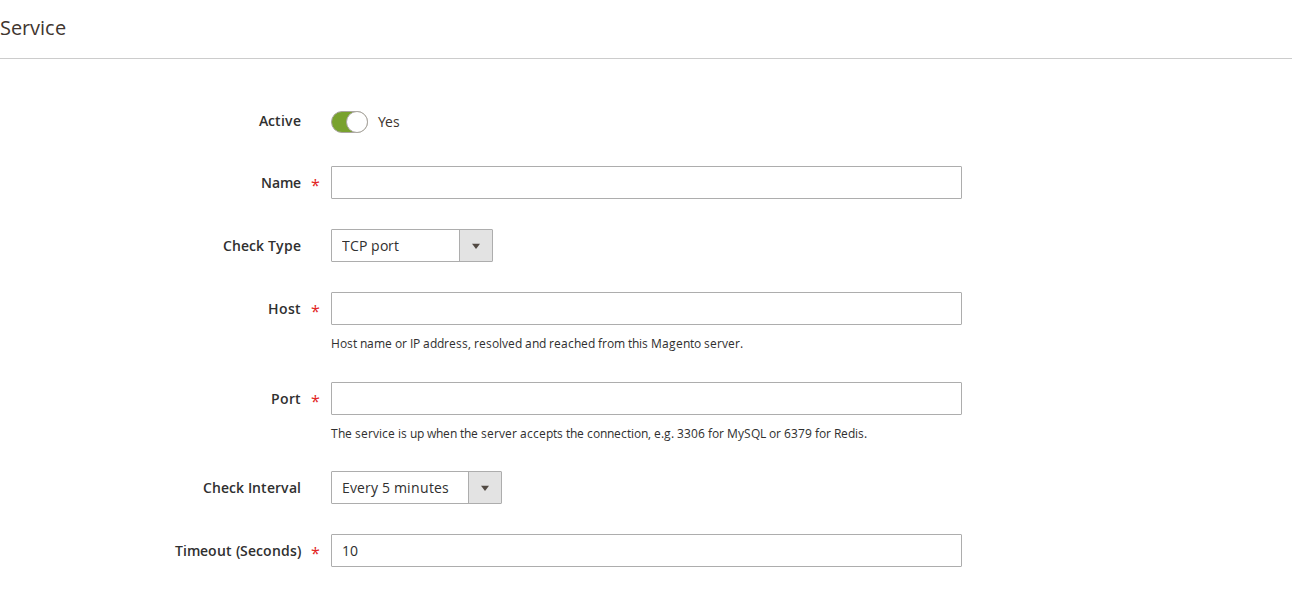 Service
Active Yes
Name *
Check Type TCP port
Host *
Host name or IP address, resolved and reached from this Magento server.
Port *
The service is up when the server accepts the connection, e.g. 3306 for MySQL or 6379 for Redis.
Check Interval Every 5 minutes
Timeout (Seconds) * 10